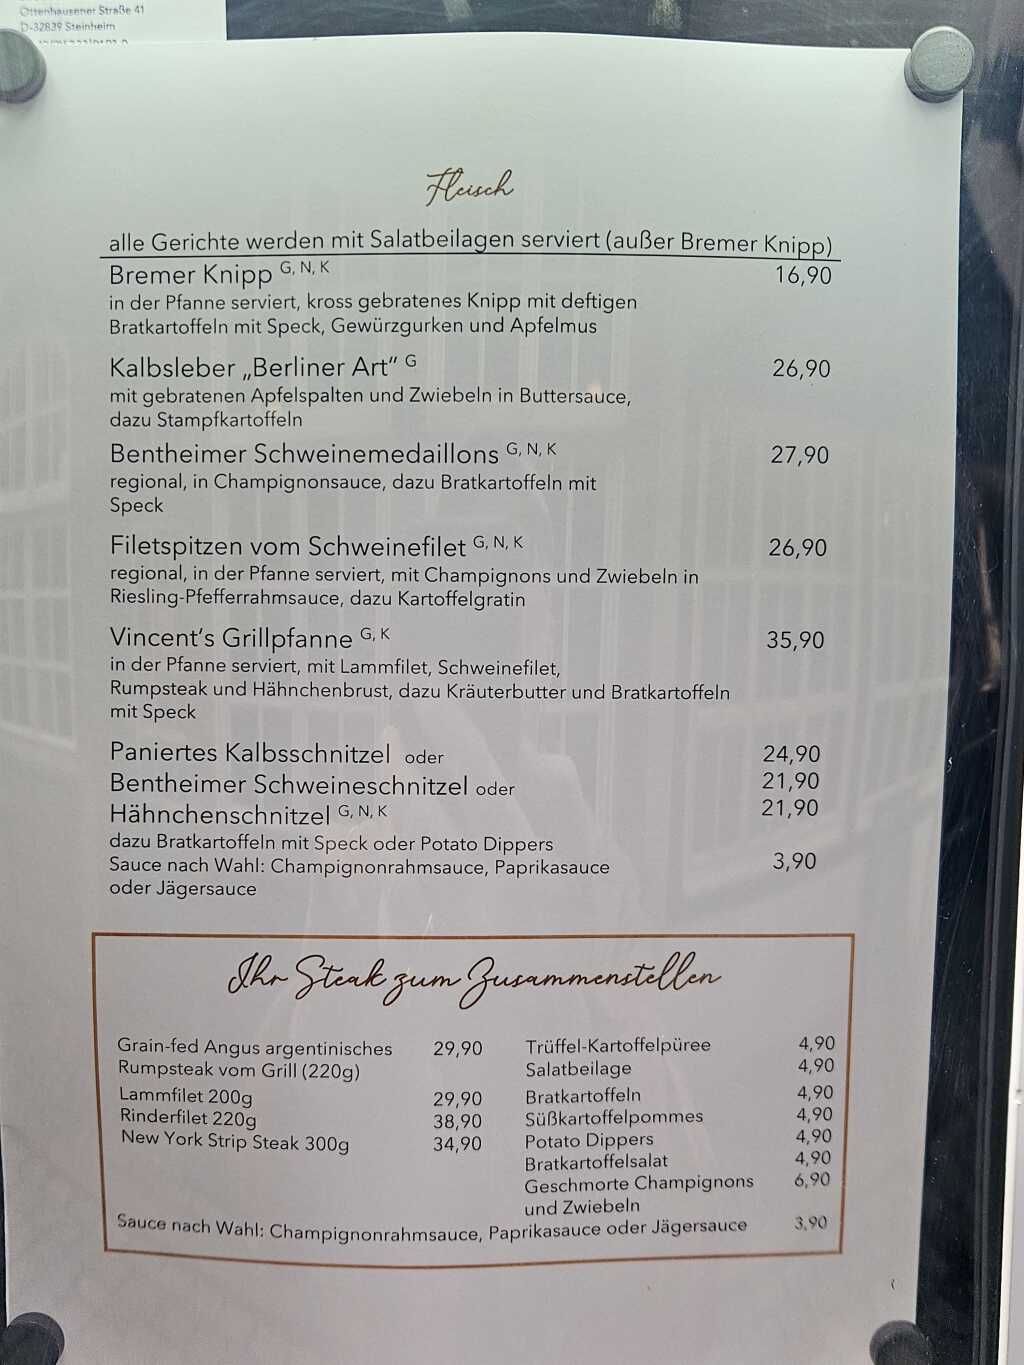 Ottenhausener Straße 41
D-32839 Steinheim
Fleisch
alle Gerichte werden mit Salatbeilagen serviert (außer Bremer Knipp)
Bremer Knipp G, N, K 16,90
in der Pfanne serviert, kross gebratenes Knipp mit deftigen
Bratkartoffeln mit Speck, Gewürzgurken und Apfelmus
Kalbsleber „Berliner Art" G 26,90
mit gebratenen Apfelspalten und Zwiebeln in Buttersauce,
dazu Stampfkartoffeln
Bentheimer Schweinemedaillons G, N, K 27,90
regional, in Champignonsauce, dazu Bratkartoffeln mit
Speck
Filetspitzen vom Schweinefilet G, N, K 26,90
regional, in der Pfanne serviert, mit Champignons und Zwiebeln in
Riesling-Pfefferrahmsauce, dazu Kartoffelgratin
Vincent's Grillpfanne G, K 35,90
in der Pfanne serviert, mit Lammfilet, Schweinefilet,
Rumpsteak und Hähnchenbrust, dazu Kräuterbutter und Bratkartoffeln
mit Speck
Paniertes Kalbsschnitzel oder 24,90
Bentheimer Schweineschnitzel oder 21,90
Hähnchenschnitzel G, N, K 21,90
dazu Bratkartoffeln mit Speck oder Potato Dippers
Sauce nach Wahl: Champignonrahmsauce, Paprikasauce 3,90
oder Jägersauce
Ihr Steak zum Zusammenstellen
Grain-fed Angus argentinisches 29,90
Rumpsteak vom Grill (220g)
Lammfilet 200g 29,90
Rinderfilet 220g 38,90
New York Strip Steak 300g 34,90
Trüffel-Kartoffelpüree 4,90
Salatbeilage 4,90
Bratkartoffeln 4,90
Süßkartoffelpommes 4,90
Potato Dippers 4,90
Bratkartoffelsalat 4,90
Geschmorte Champignons 6,90
und Zwiebeln
Sauce nach Wahl: Champignonrahmsauce, Paprikasauce oder Jägersauce 3,90